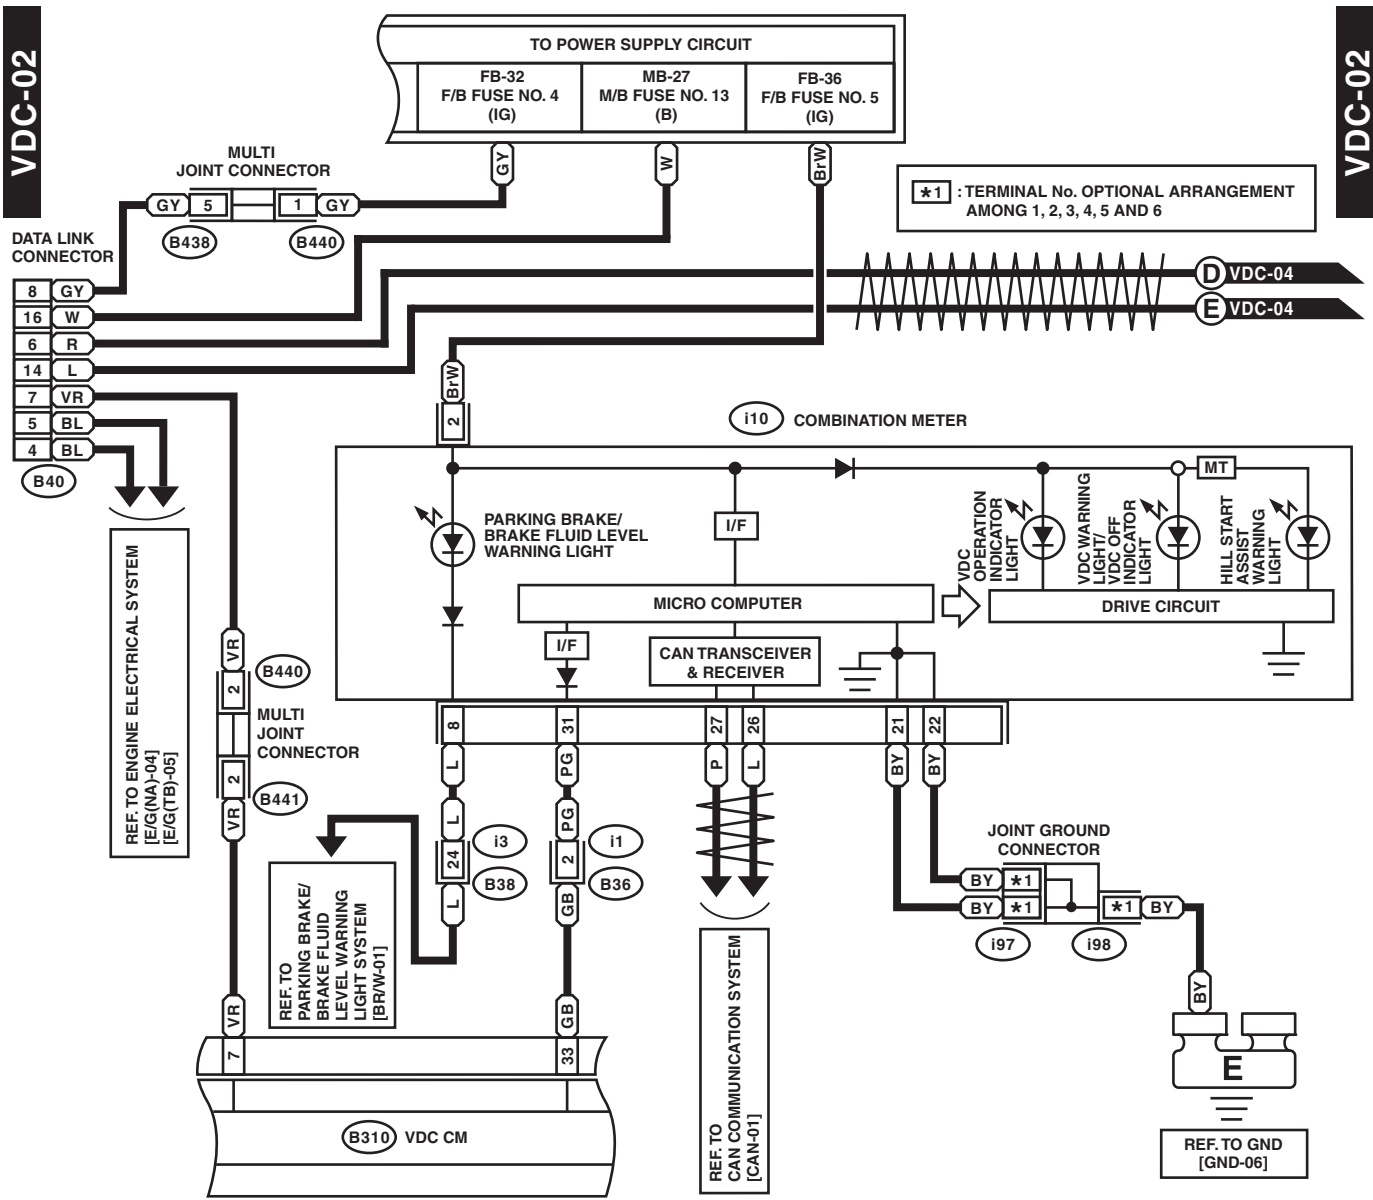 VDC-02
VDC-02
TO POWER SUPPLY CIRCUIT
FB-32
F/B FUSE NO. 4
(IG)
MB-27
M/B FUSE NO. 13
(B)
FB-36
F/B FUSE NO. 5
(IG)
GY
W
BrW
MULTI
JOINT CONNECTOR
GY 5 1 GY
B438 B440
*1 : TERMINAL No. OPTIONAL ARRANGEMENT
AMONG 1, 2, 3, 4, 5 AND 6
DATA LINK
CONNECTOR
8 GY
16 W
6 R
14 L
7 VR
5 BL
4 BL
B40
D VDC-04
E VDC-04
BrW
2
i10 COMBINATION METER
MT
PARKING BRAKE/
BRAKE FLUID LEVEL
WARNING LIGHT
I/F
VDC
OPERATION
INDICATOR
LIGHT
VDC WARNING
LIGHT/
VDC OFF
INDICATOR
LIGHT
HILL START
ASSIST
WARNING
LIGHT
MICRO COMPUTER
DRIVE CIRCUIT
I/F
CAN TRANSCEIVER
& RECEIVER
REF. TO ENGINE ELECTRICAL SYSTEM
[E/G(NA)-04]
[E/G(TB)-05]
VR
B440
2
MULTI
JOINT
CONNECTOR
2
B441
VR
8 31 27 26 21 22
L PG P L BY BY
L PG
24 i3
B38
L
2 i1
B36
GB
REF. TO
PARKING BRAKE/
BRAKE FLUID
LEVEL WARNING
LIGHT SYSTEM
[BR/W-01]
REF. TO
CAN COMMUNICATION SYSTEM
[CAN-01]
JOINT GROUND
CONNECTOR
BY *1
BY *1 *1 BY
i97 i98
BY
E
REF. TO GND
[GND-06]
VR GB
7 33
B310 VDC CM